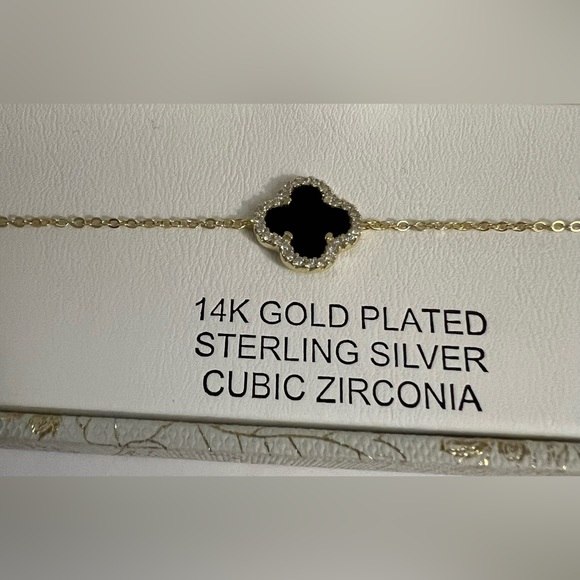 14K GOLD PLATED
STERLING SILVER
CUBIC ZIRCONIA